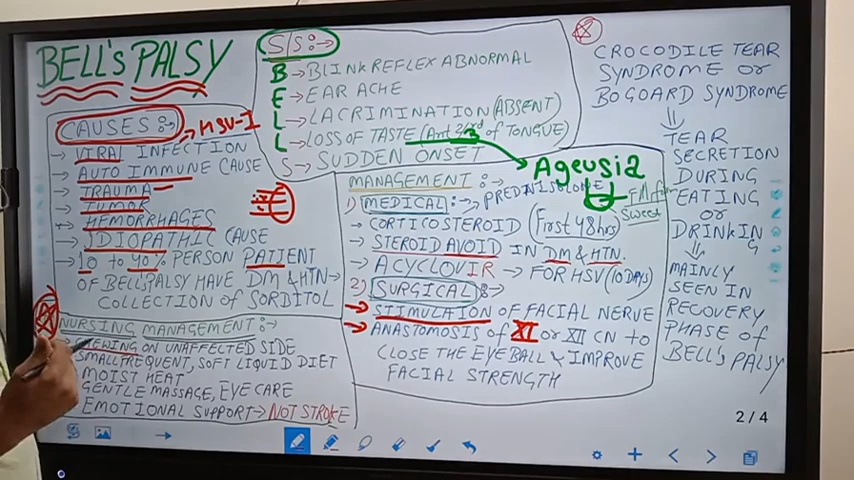 BELL'S PALSY
CAUSES :→
HSV-I
→ VIRAL INFECTION
→ AUTO IMMUNE CAUSE
→ TRAUMA
→ TUMOR
→ HEMORRHAGES
→ IDIOPATHIC CAUSE
→ 10 to 40% PERSON PATIENT
OF BELL'S PALSY HAVE DM & HTN→
COLLECTION of SORDITOL
NURSING MANAGEMENT :→
CHEWING ON UNAFFECTED SIDE
SMALL FREQUENT, SOFT LIQUID DIET
MOIST HEAT
GENTLE MASSAGE, EYE CARE
EMOTIONAL SUPPORT → NOT STROKE
S/S :→
B → BLINK REFLEX ABNORMAL
E → EAR ACHE
L → LACRIMINATION (ABSENT)
L → LOSS OF TASTE (Ant 2/3rd of TONGUE)
S → SUDDEN ONSET
Ageusia
Sweet
MANAGEMENT :→
1) MEDICAL :→ PREDNISOLONE
→ CORTICOSTEROID (First 48 hrs)
→ STEROID AVOID IN DM & HTN.
→ ACYCLOVIR → FOR HSV (10 DAYS)
2) SURGICAL :→
→ STIMULATION OF FACIAL NERVE
→ ANASTOMOSIS of XI or XII CN to
CLOSE THE EYEBALL & IMPROVE
FACIAL STRENGTH
CROCODILE TEAR
SYNDROME or
BOGOARD SYNDROME
⇓
TEAR
SECRETION
DURING
EATING
or
DRINKING
⇓
MAINLY
SEEN IN
RECOVERY
PHASE of
BELL'S PALSY
2/4